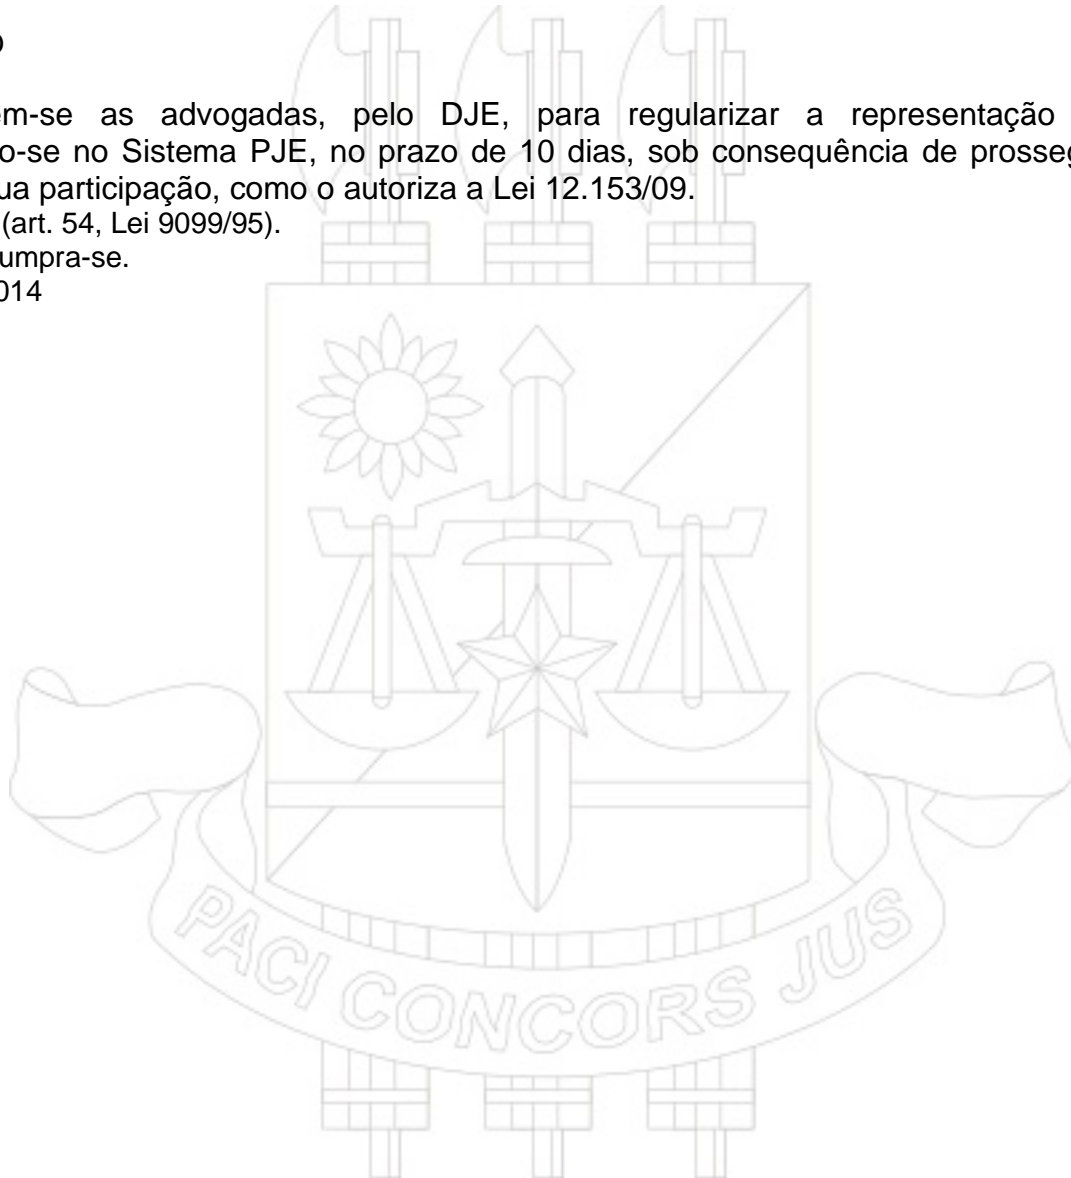 o
em-se as advogadas, pelo DJE, para regularizar a representação
o-se no Sistema PJE, no prazo de 10 dias, sob consequência de prosseg
ua participação, como o autoriza a Lei 12.153/09.
(art. 54, Lei 9099/95).
umpra-se.
014
PACI CONCORS JUS